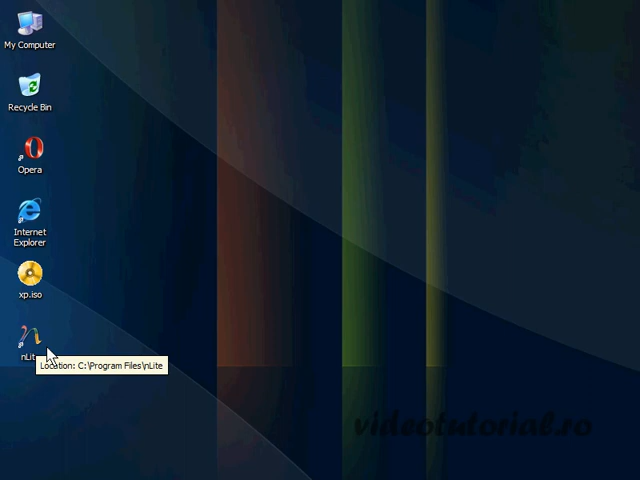 My Computer
Recycle Bin
Opera
Internet
Explorer
xp.iso
nLite
Location: C:\Program Files\nLite
videotutorial.ro